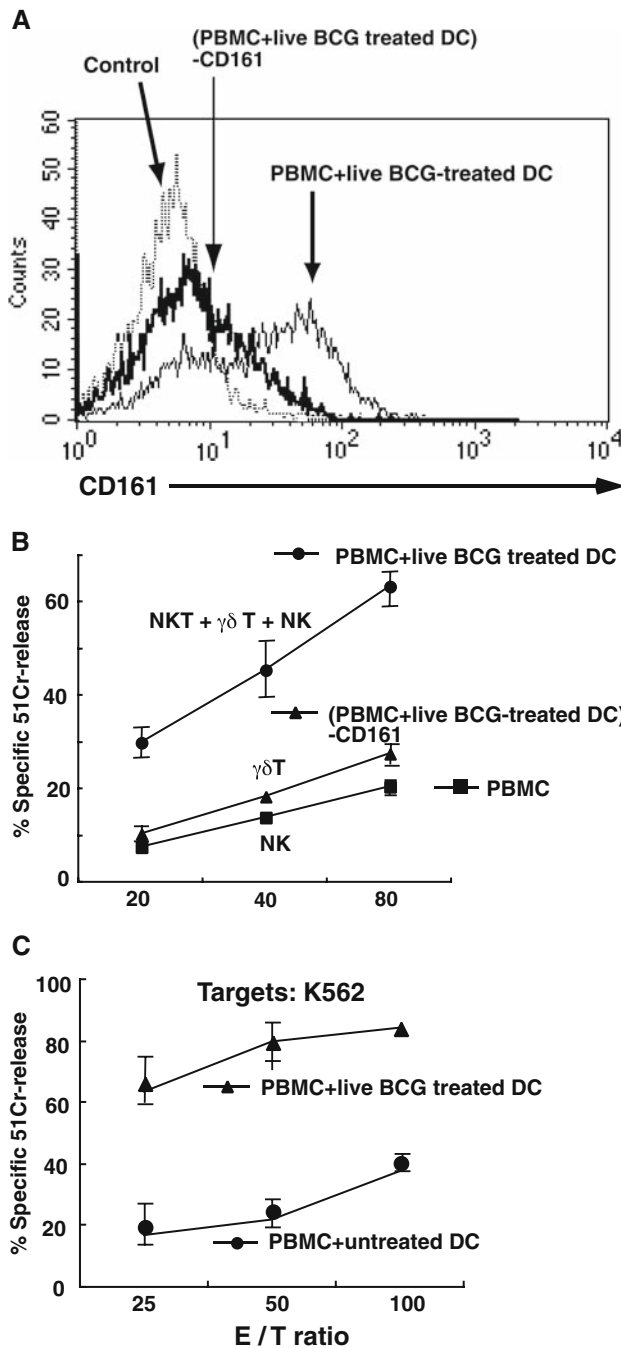 A
(PBMC+live BCG treated DC)
-CD161
Control
PBMC+live BCG-treated DC
Counts
60
50
40
30
20
10
0
10^0
10^1
10^2
10^3
10^4
CD161
B
PBMC+live BCG treated DC
NKT + γδ T + NK
(PBMC+live BCG-treated DC)
-CD161
γδT
PBMC
NK
% Specific 51Cr-release
60
40
20
0
20
40
80
C
Targets: K562
PBMC+live BCG treated DC
PBMC+untreated DC
% Specific 51Cr-release
100
80
60
40
20
0
25
50
100
E / T ratio